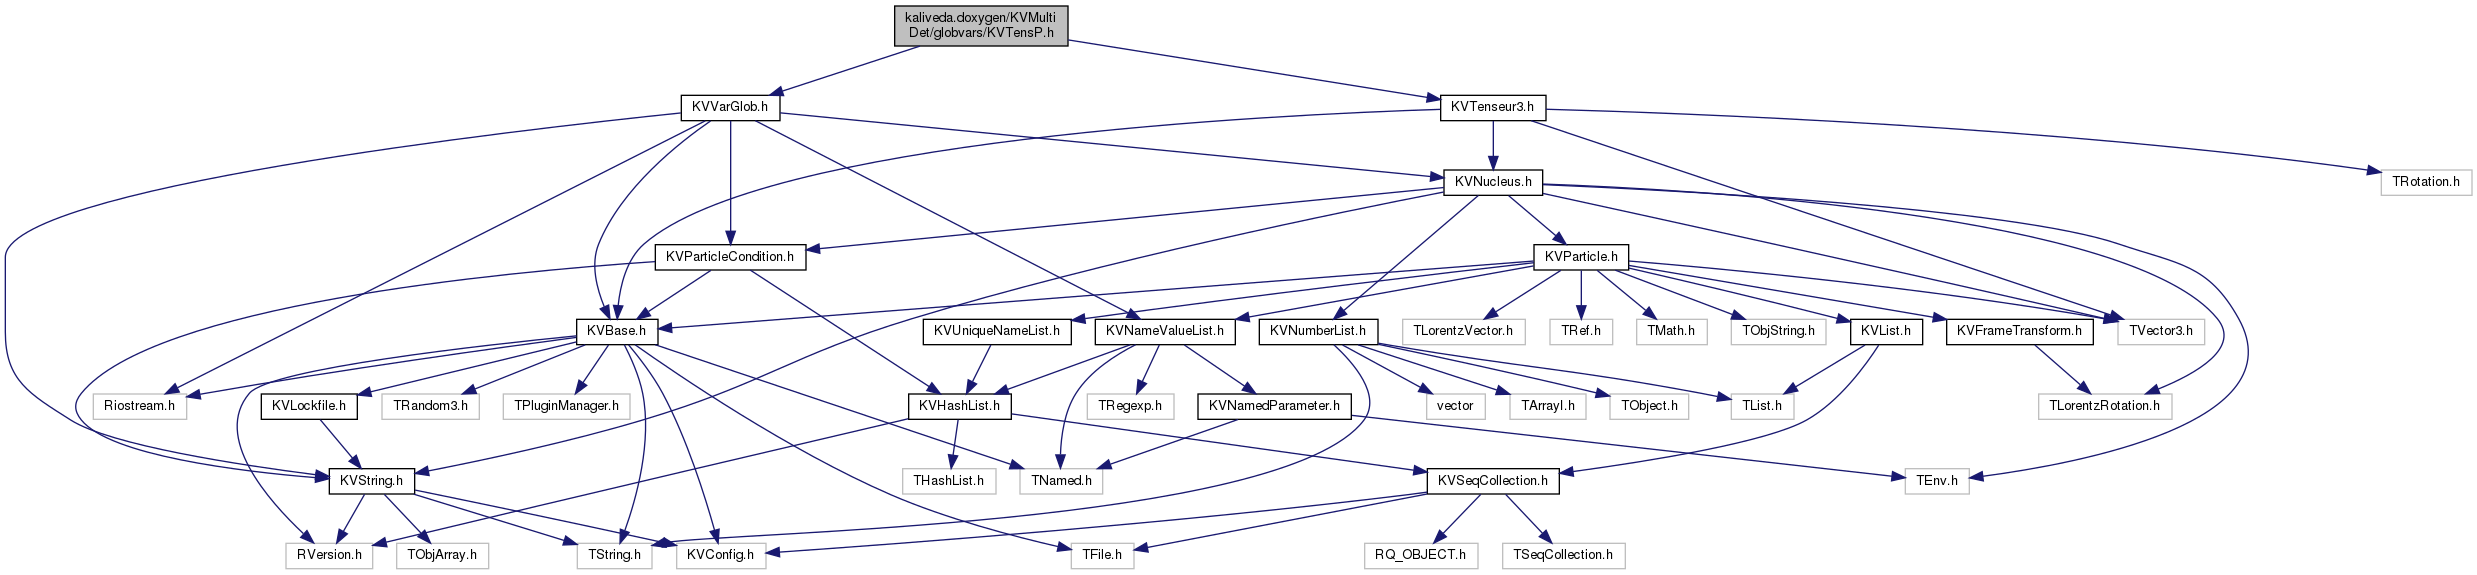 kaliveda.doxygen/KVMulti
Det/globvars/KVTensP.h
KVVarGlob.h
KVTenseur3.h
KVNucleus.h
TRotation.h
KVParticleCondition.h
KVParticle.h
KVBase.h
KVUniqueNameList.h
KVNameValueList.h
KVNumberList.h
TLorentzVector.h
TRef.h
TMath.h
TObjString.h
KVList.h
KVFrameTransform.h
TVector3.h
Riostream.h
KVLockfile.h
TRandom3.h
TPluginManager.h
KVHashList.h
TRegexp.h
KVNamedParameter.h
vector
TArrayI.h
TObject.h
TList.h
TLorentzRotation.h
KVString.h
THashList.h
TNamed.h
KVSeqCollection.h
TEnv.h
RVersion.h
TObjArray.h
TString.h
KVConfig.h
TFile.h
RQ_OBJECT.h
TSeqCollection.h